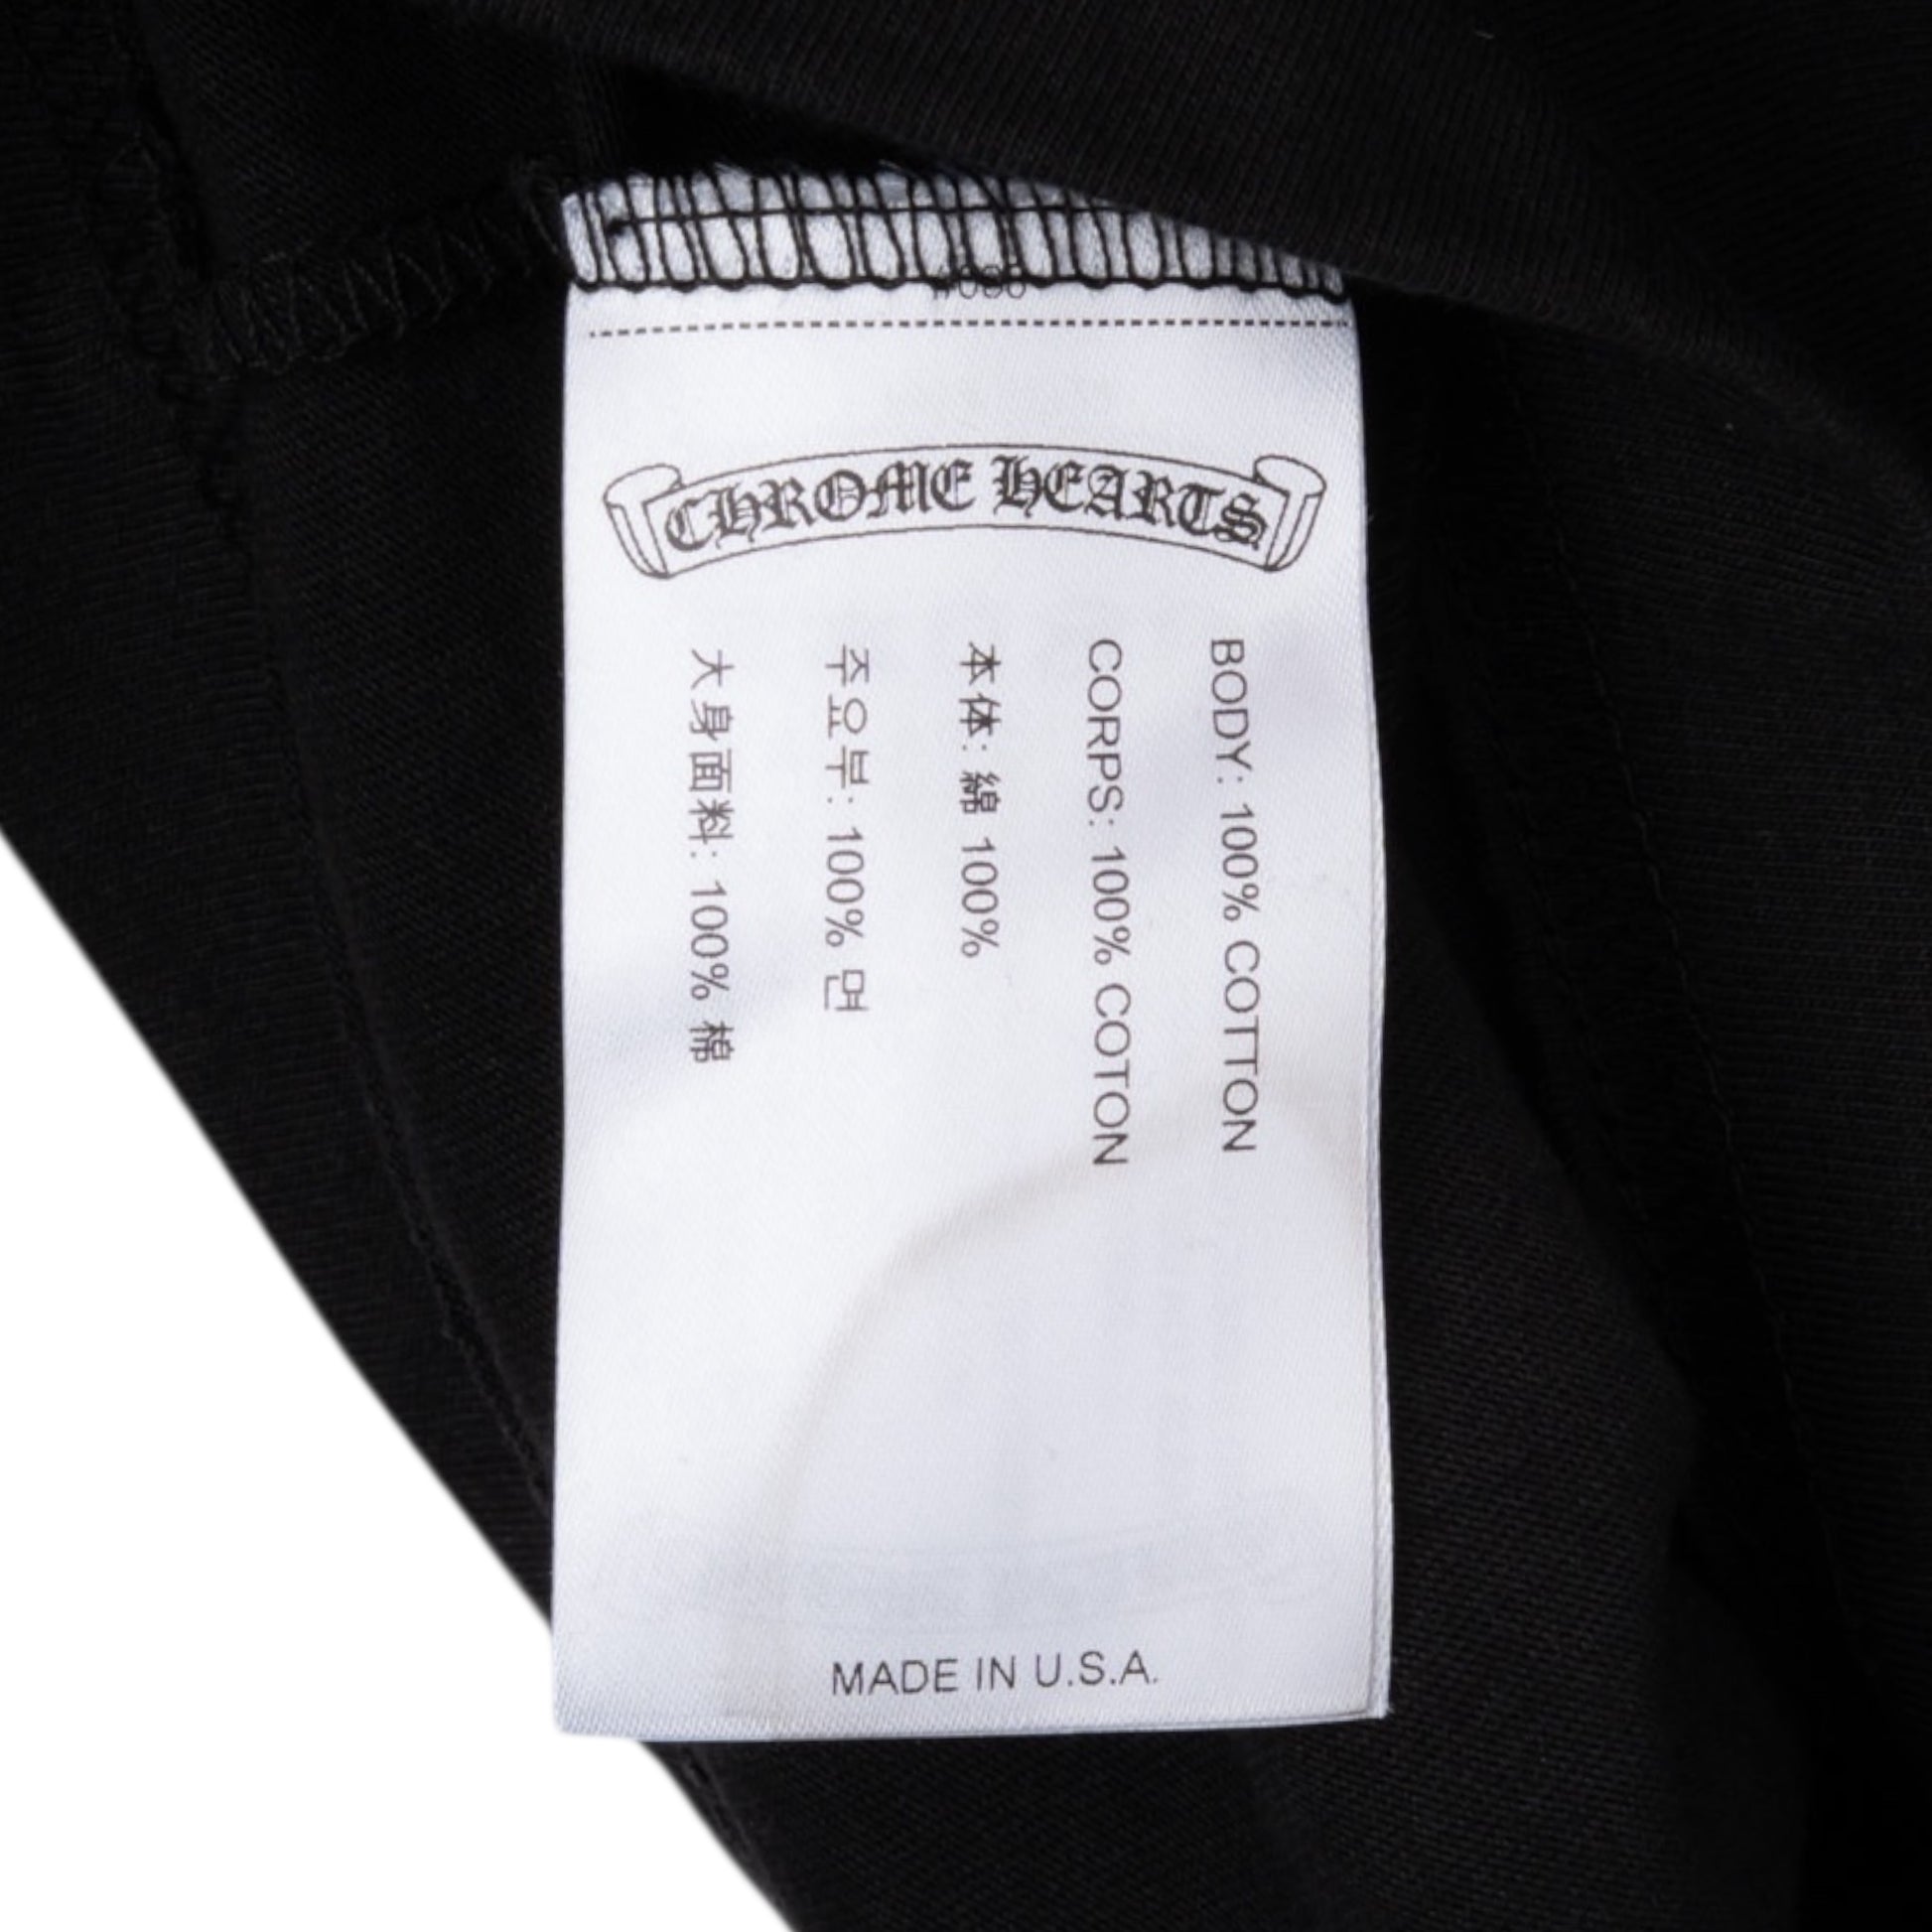 CHROME HEARTS
BODY: 100% COTTON
CORPS: 100% COTON
本体: 綿 100%
주요부: 100% 면
大身面料: 100% 棉
MADE IN U.S.A.